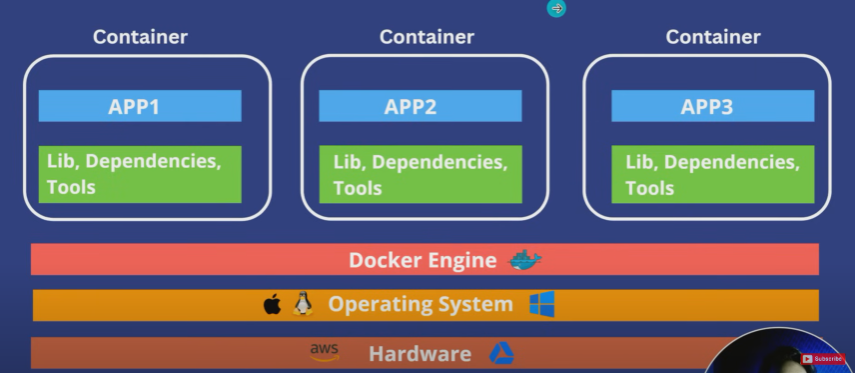 Container
Container
Container
APP1
APP2
APP3
Lib, Dependencies,
Tools
Lib, Dependencies,
Tools
Lib, Dependencies,
Tools
Docker Engine
Operating System
aws
Hardware
Subscribe